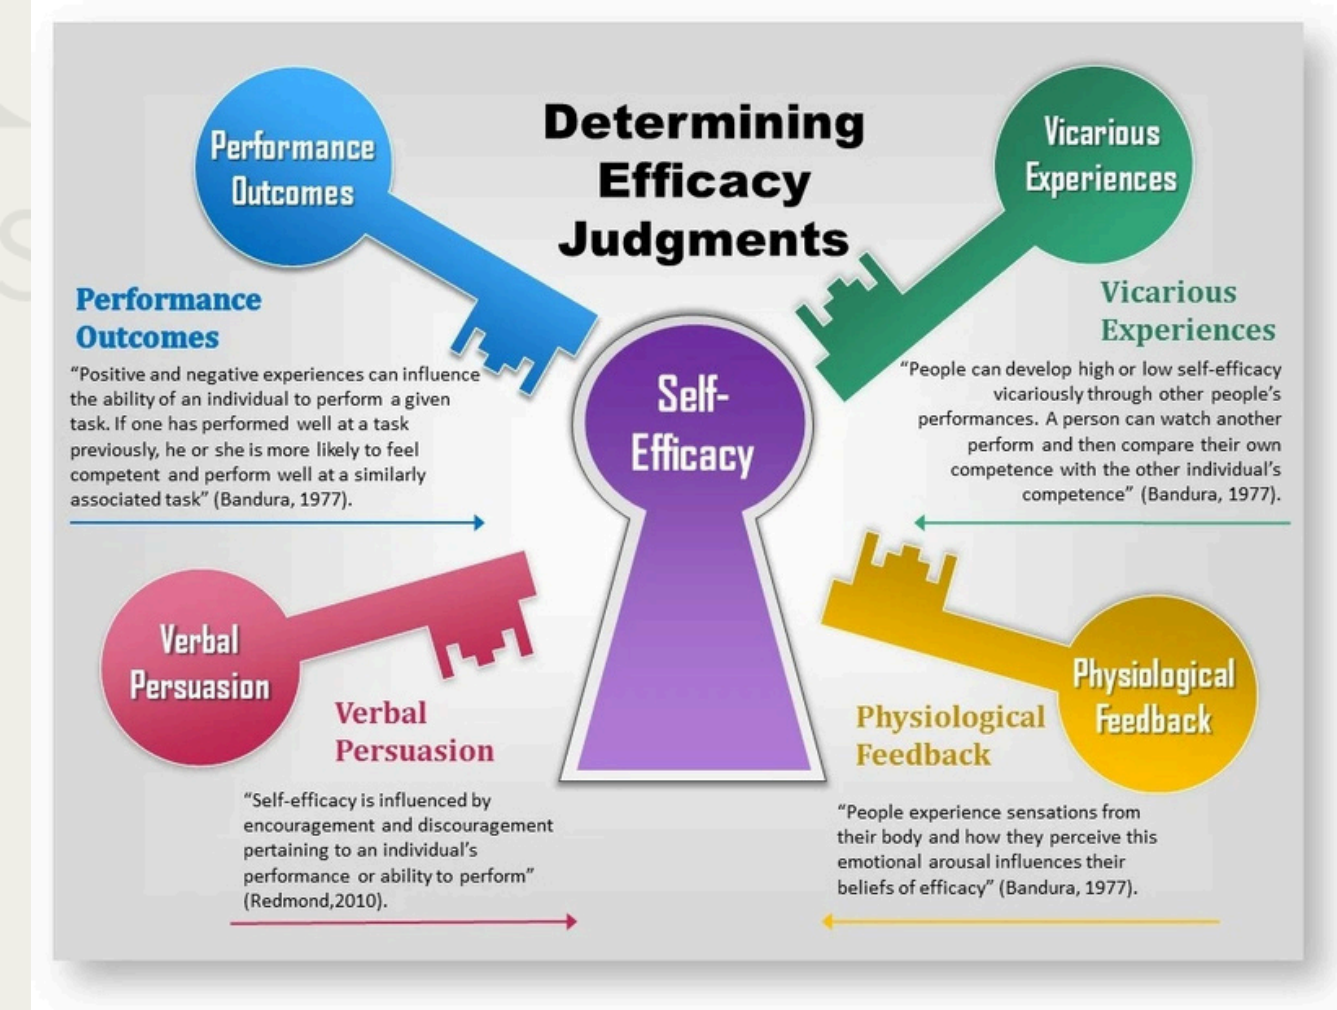 Determining
Efficacy
Judgments
Performance
Outcomes
Vicarious
Experiences
Performance
Outcomes
“Positive and negative experiences can influence
the ability of an individual to perform a given
task. If one has performed well at a task
previously, he or she is more likely to feel
competent and perform well at a similarly
associated task” (Bandura, 1977).
Self-
Efficacy
Vicarious
Experiences
“People can develop high or low self-efficacy
vicariously through other people’s
performances. A person can watch another
perform and then compare their own
competence with the other individual’s
competence” (Bandura, 1977).
Verbal
Persuasion
Verbal
Persuasion
“Self-efficacy is influenced by
encouragement and discouragement
pertaining to an individual’s
performance or ability to perform”
(Redmond,2010).
Physiological
Feedback
Physiological
Feedback
“People experience sensations from
their body and how they perceive this
emotional arousal influences their
beliefs of efficacy” (Bandura, 1977).